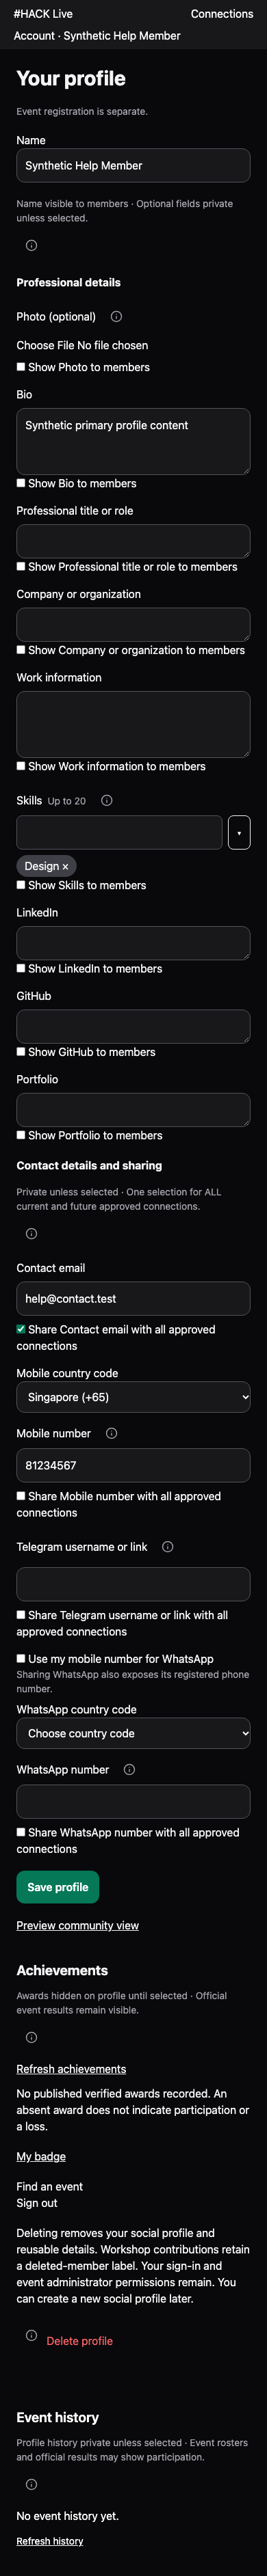 #HACK Live
Connections
Account · Synthetic Help Member
Your profile
Event registration is separate.
Name
Synthetic Help Member
Name visible to members · Optional fields private
unless selected.
Professional details
Photo (optional)
Choose File No file chosen
Show Photo to members
Bio
Synthetic primary profile content
Show Bio to members
Professional title or role
Show Professional title or role to members
Company or organization
Show Company or organization to members
Work information
Show Work information to members
Skills Up to 20
Design ×
Show Skills to members
LinkedIn
Show LinkedIn to members
GitHub
Show GitHub to members
Portfolio
Show Portfolio to members
Contact details and sharing
Private unless selected · One selection for ALL
current and future approved connections.
Contact email
help@contact.test
Share Contact email with all approved
connections
Mobile country code
Singapore (+65)
Mobile number
81234567
Share Mobile number with all approved
connections
Telegram username or link
Share Telegram username or link with all
approved connections
Use my mobile number for WhatsApp
Sharing WhatsApp also exposes its registered phone
number.
WhatsApp country code
Choose country code
WhatsApp number
Share WhatsApp number with all approved
connections
Save profile
Preview community view
Achievements
Awards hidden on profile until selected · Official
event results remain visible.
Refresh achievements
No published verified awards recorded. An
absent award does not indicate participation or
a loss.
My badge
Find an event
Sign out
Deleting removes your social profile and
reusable details. Workshop contributions retain
a deleted-member label. Your sign-in and
event administrator permissions remain. You
can create a new social profile later.
Delete profile
Event history
Profile history private unless selected · Event rosters
and official results may show participation.
No event history yet.
Refresh history